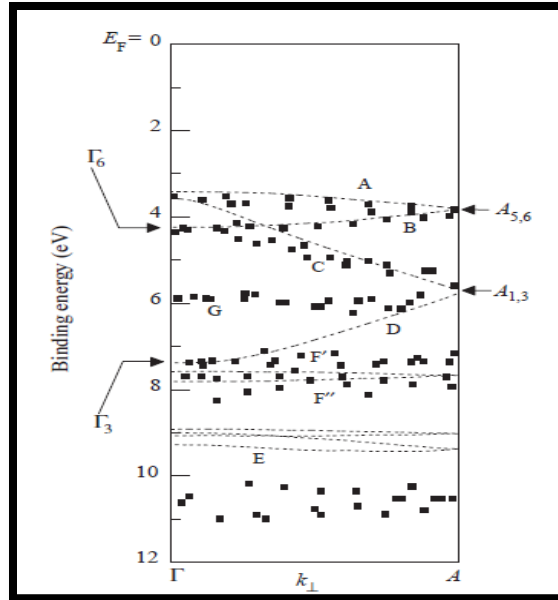 E_F = 0
2
Γ₆
A
4
A₅,₆
B
C
Binding energy (eV)
A₁,₃
6
G
D
F′
8
F″
Γ₃
E
10
12
Γ
k⊥
A